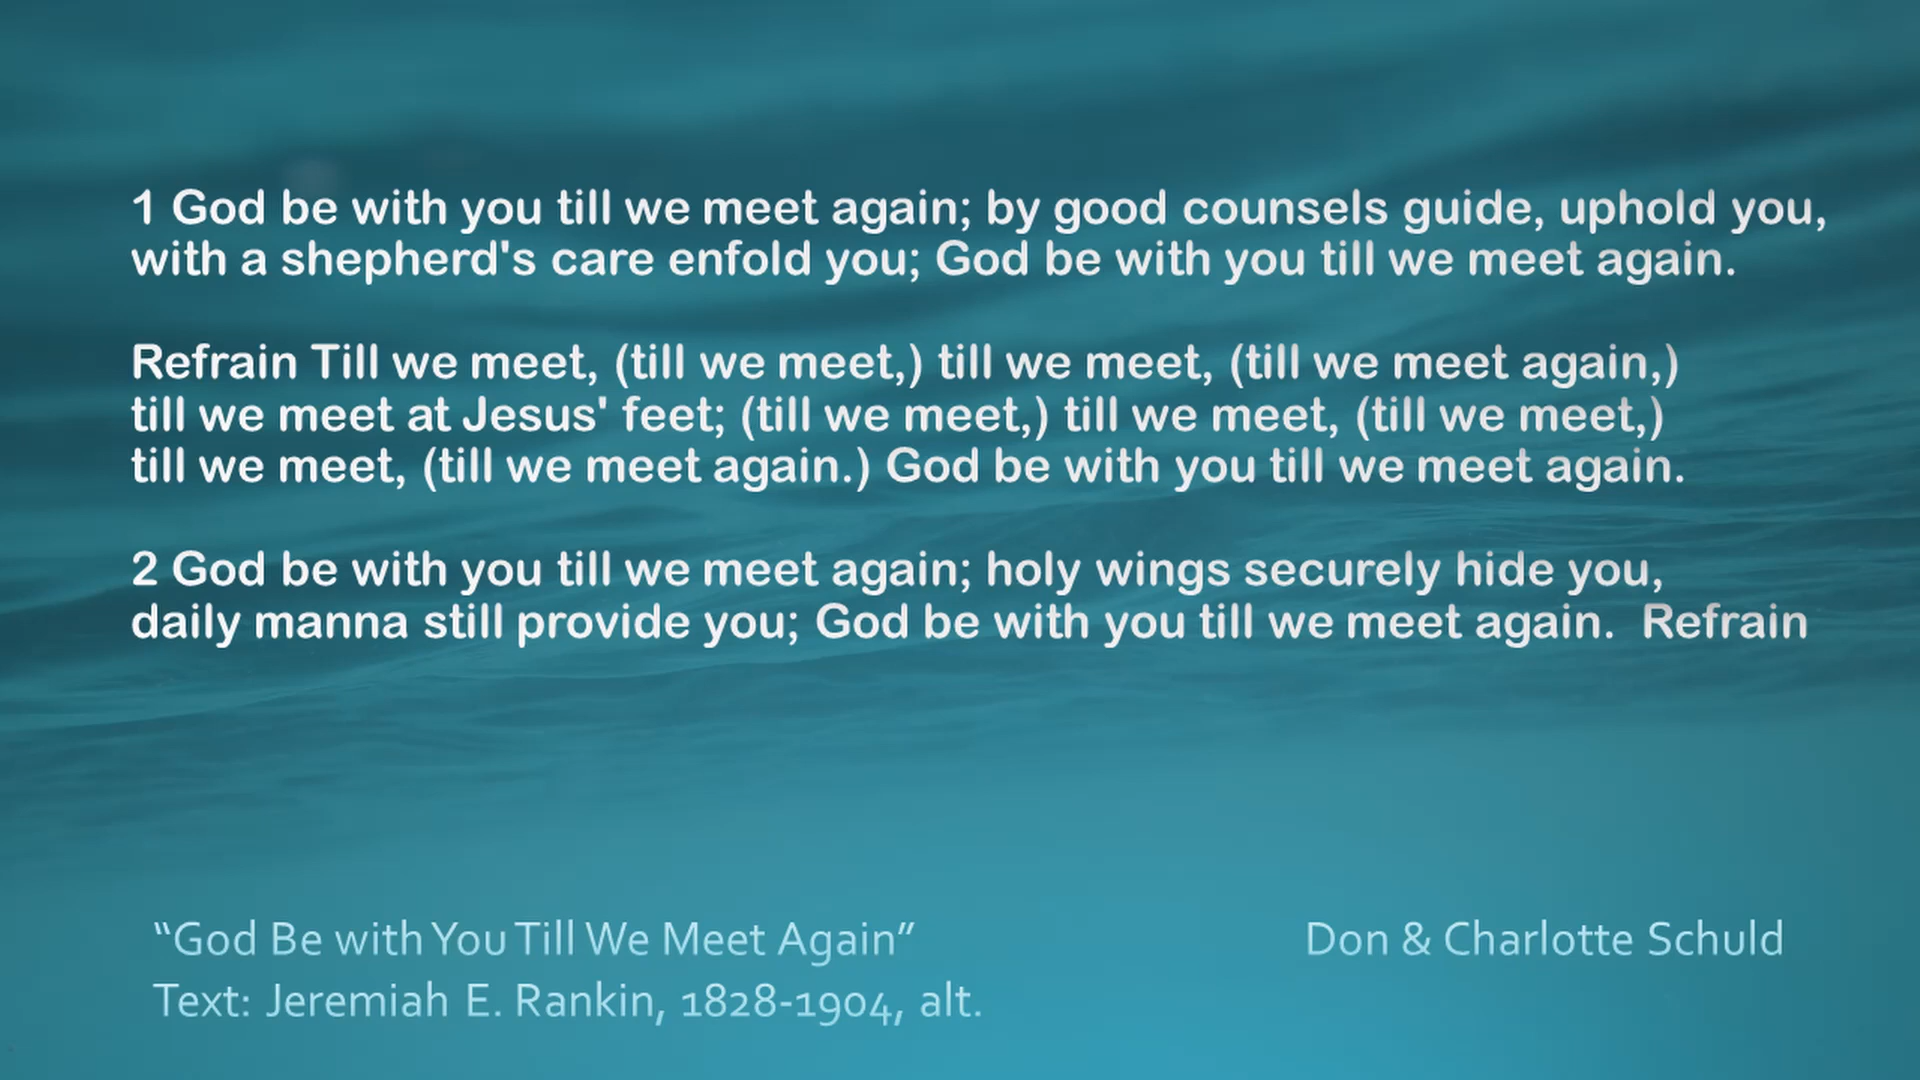 1 God be with you till we meet again; by good counsels guide, uphold you,
with a shepherd's care enfold you; God be with you till we meet again.
Refrain Till we meet, (till we meet,) till we meet, (till we meet again,)
till we meet at Jesus' feet; (till we meet,) till we meet, (till we meet,)
till we meet, (till we meet again.) God be with you till we meet again.
2 God be with you till we meet again; holy wings securely hide you,
daily manna still provide you; God be with you till we meet again.  Refrain
“God Be with You Till We Meet Again”
Don & Charlotte Schuld
Text: Jeremiah E. Rankin, 1828-1904, alt.